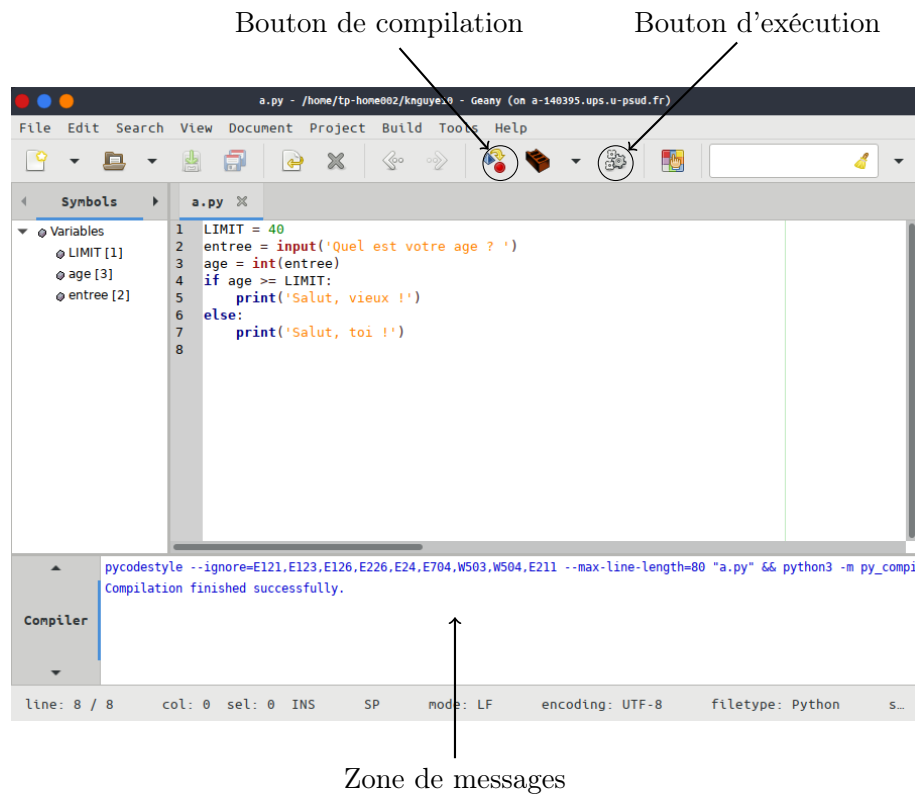 Bouton de compilation Bouton d'exécution
a.py - /home/tp-home002/knguye10 - Geany (on a-140395.ups.u-psud.fr)
File Edit Search View Document Project Build Tools Help
Symbols a.py
Variables
LIMIT [1]
age [3]
entree [2]
1 LIMIT = 40
2 entree = input('Quel est votre age ? ')
3 age = int(entree)
4 if age >= LIMIT:
5     print('Salut, vieux !')
6 else:
7     print('Salut, toi !')
8
pycodestyle --ignore=E121,E123,E126,E226,E24,E704,W503,W504,E211 --max-line-length=80 "a.py" && python3 -m py_compi
Compilation finished successfully.
Compiler
line: 8 / 8 col: 0 sel: 0 INS SP mode: LF encoding: UTF-8 filetype: Python s…
Zone de messages